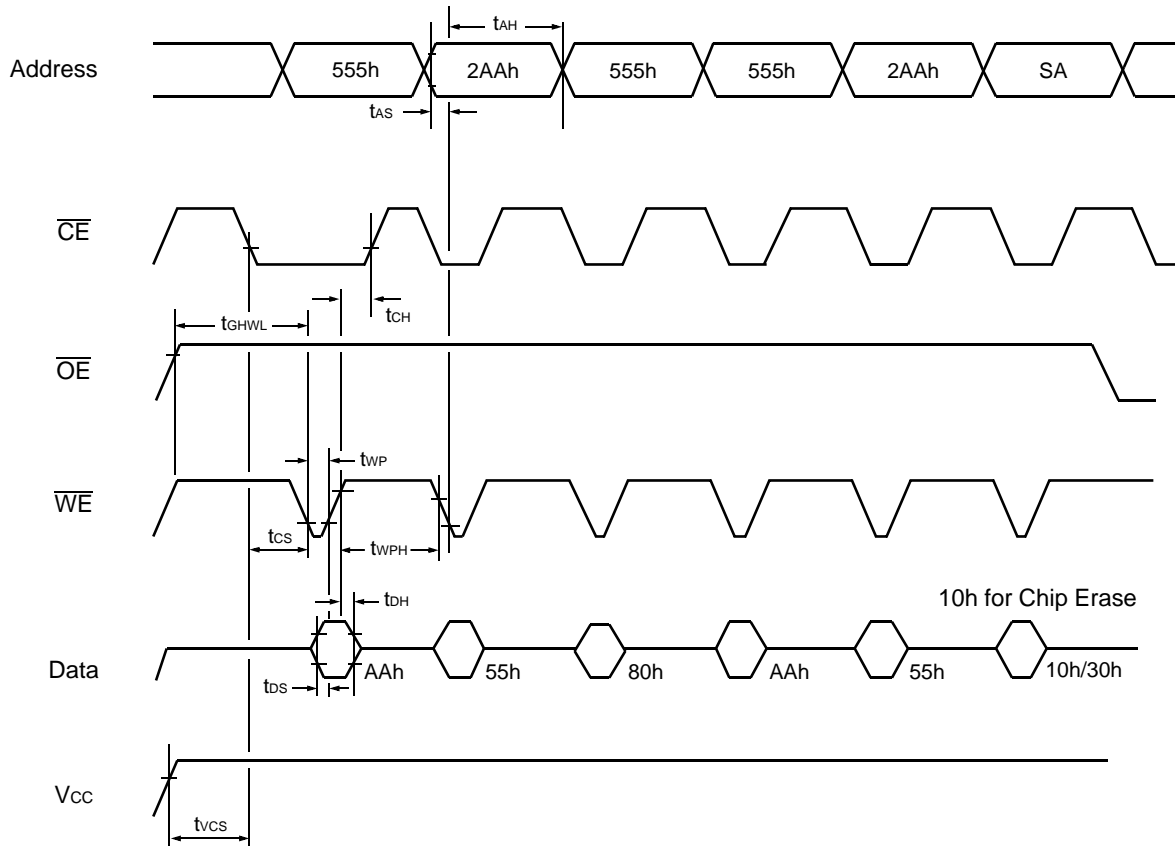 tAH
Address
555h 2AAh 555h 555h 2AAh SA
tAS
CE
tCH
tGHWL
OE
tWP
WE
tCS
tWPH
tDH
10h for Chip Erase
Data
AAh 55h 80h AAh 55h 10h/30h
tDS
VCC
tVCS